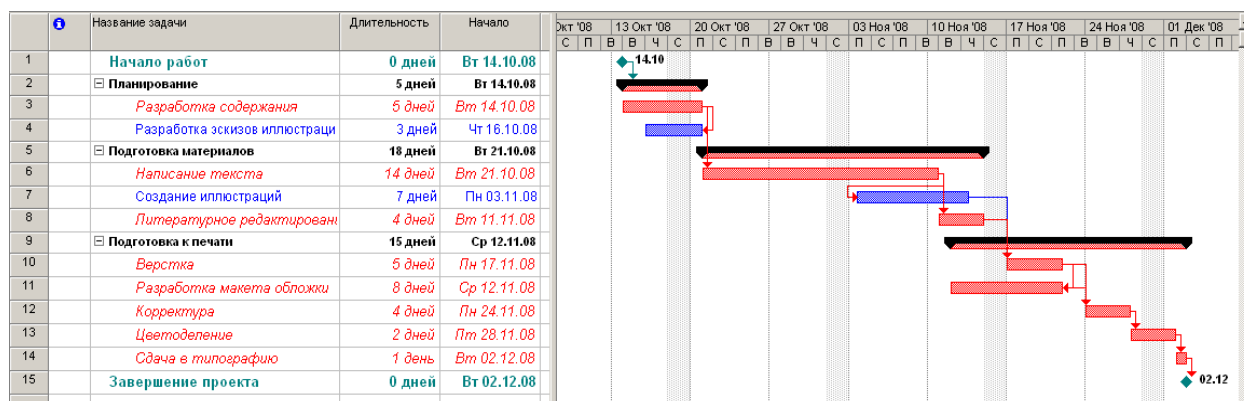 Название задачи Длительность Начало Окт '08 13 Окт '08 20 Окт '08 27 Окт '08 03 Ноя '08 10 Ноя '08 17 Ноя '08 24 Ноя '08 01 Дек '08
С П В В Ч С П С П В В Ч С П С П В В Ч С П С П В В Ч С П С П
1 Начало работ 0 дней Вт 14.10.08 14.10
2 Планирование 5 дней Вт 14.10.08
3 Разработка содержания 5 дней Вт 14.10.08
4 Разработка эскизов иллюстраци 3 дней Чт 16.10.08
5 Подготовка материалов 18 дней Вт 21.10.08
6 Написание текста 14 дней Вт 21.10.08
7 Создание иллюстраций 7 дней Пн 03.11.08
8 Литературное редактировани 4 дней Вт 11.11.08
9 Подготовка к печати 15 дней Ср 12.11.08
10 Верстка 5 дней Пн 17.11.08
11 Разработка макета обложки 8 дней Ср 12.11.08
12 Корректура 4 дней Пн 24.11.08
13 Цветоделение 2 дней Пт 28.11.08
14 Сдача в типографию 1 день Вт 02.12.08
15 Завершение проекта 0 дней Вт 02.12.08 02.12